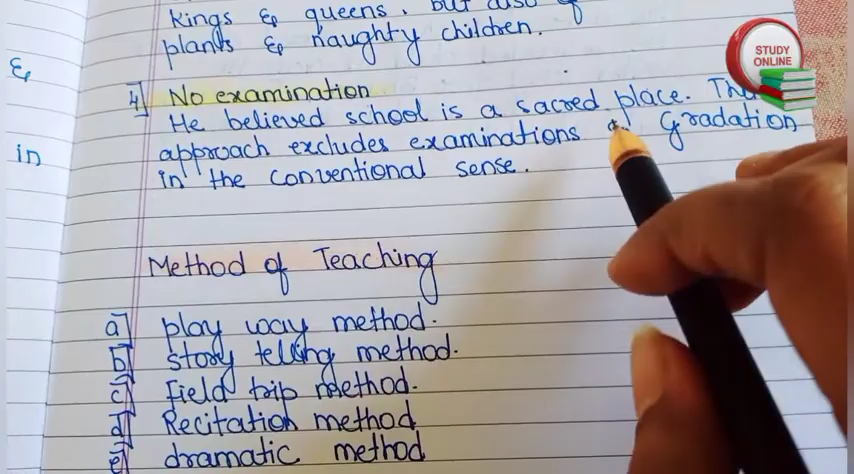 kings & queens, but also
plants & naughty children.
&
4] No examination
He believed school is a sacred place.
in
approach excludes examinations Gradation
in the conventional sense.
Method of Teaching
a] play way method.
b] story telling method.
c] field trip method.
d] Recitation method
e] dramatic method
STUDY
ONLINE